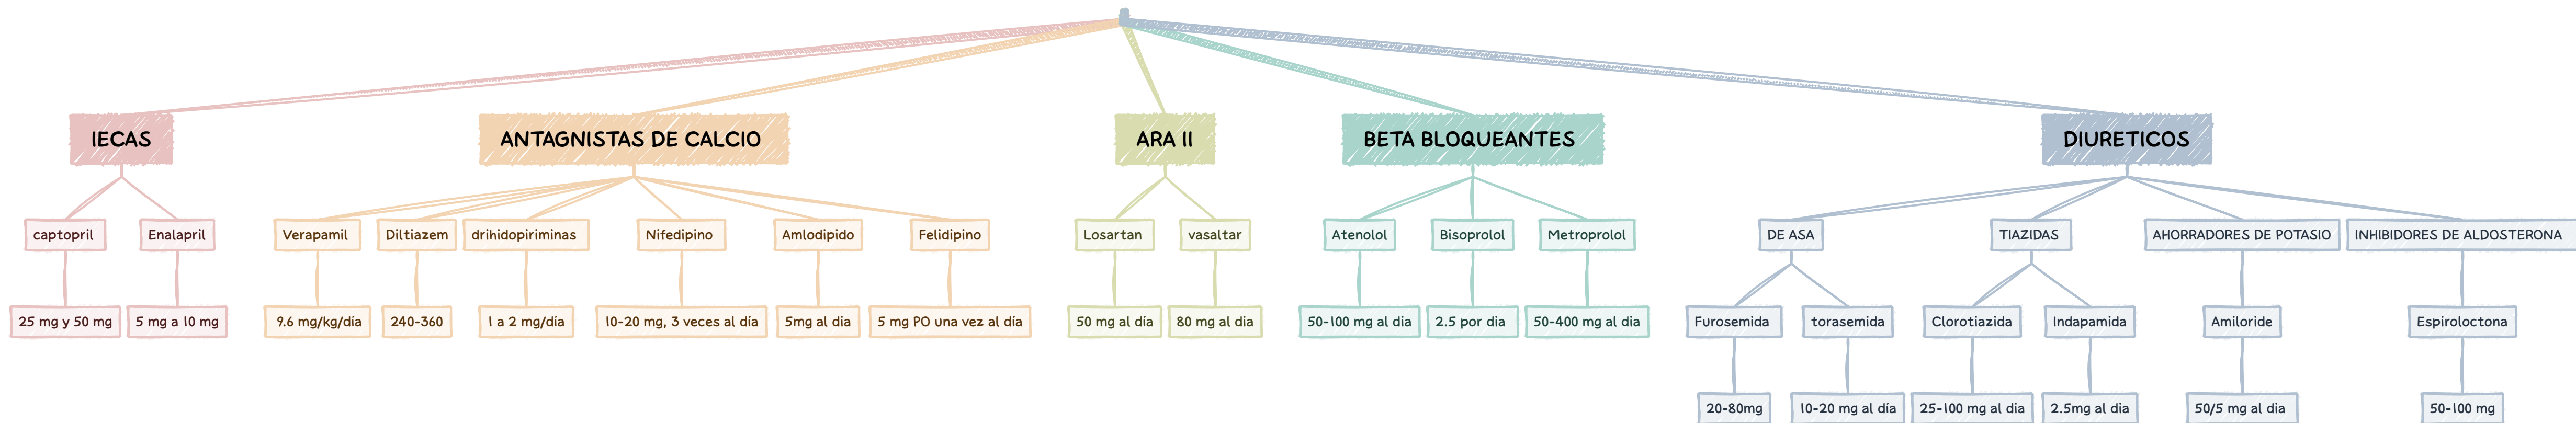 IECAS
ANTAGNISTAS DE CALCIO
ARA II
BETA BLOQUEANTES
DIURETICOS
captopril
Enalapril
Verapamil
Diltiazem
drihidopiriminas
Nifedipino
Amlodipido
Felidipino
Losartan
vasaltar
Atenolol
Bisoprolol
Metroprolol
DE ASA
TIAZIDAS
AHORRADORES DE POTASIO
INHIBIDORES DE ALDOSTERONA
25 mg y 50 mg
5 mg a 10 mg
9.6 mg/kg/día
240-360
1 a 2 mg/día
10-20 mg, 3 veces al día
5mg al dia
5 mg PO una vez al día
50 mg al día
80 mg al dia
50-100 mg al dia
2.5 por dia
50-400 mg al dia
Furosemida
torasemida
Clorotiazida
Indapamida
Amiloride
Espiroloctona
20-80mg
10-20 mg al día
25-100 mg al dia
2.5mg al dia
50/5 mg al dia
50-100 mg